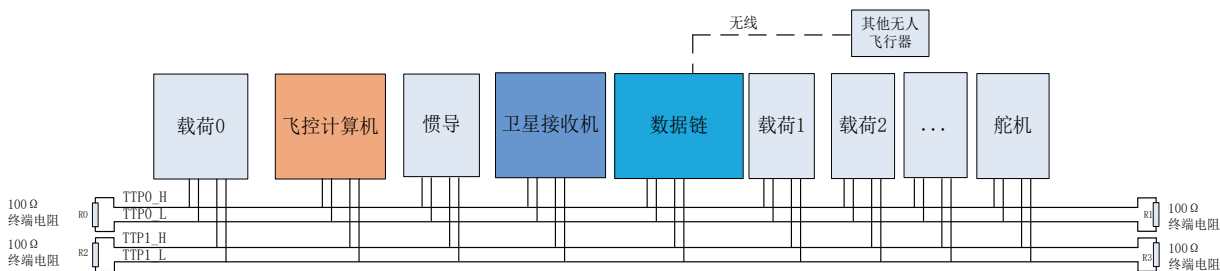 无线
其他无人
飞行器
载荷0
飞控计算机
惯导
卫星接收机
数据链
载荷1
载荷2
...
舵机
100Ω
终端电阻
R0
TTP0_H
TTP0_L
R1
100Ω
终端电阻
100Ω
终端电阻
R2
TTP1_H
TTP1_L
R3
100Ω
终端电阻